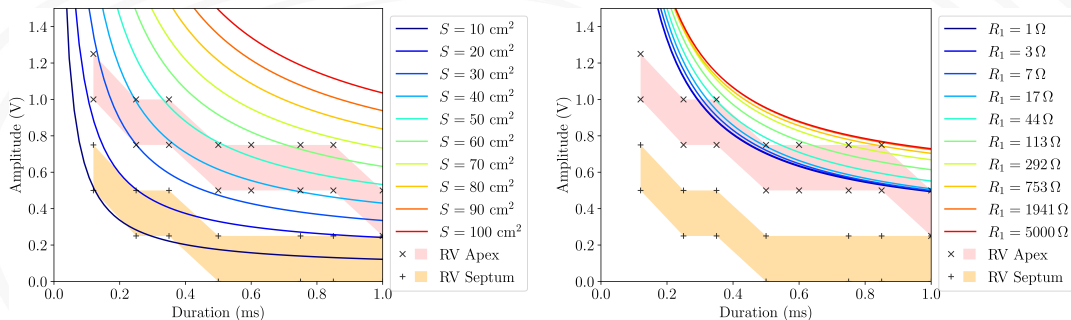 1.4
1.2
1.0
0.8
0.6
0.4
0.2
0.0
Amplitude (V)
0.0 0.2 0.4 0.6 0.8 1.0
Duration (ms)
S = 10 cm²
S = 20 cm²
S = 30 cm²
S = 40 cm²
S = 50 cm²
S = 60 cm²
S = 70 cm²
S = 80 cm²
S = 90 cm²
S = 100 cm²
RV Apex
RV Septum
1.4
1.2
1.0
0.8
0.6
0.4
0.2
0.0
Amplitude (V)
0.0 0.2 0.4 0.6 0.8 1.0
Duration (ms)
R₁ = 1 Ω
R₁ = 3 Ω
R₁ = 7 Ω
R₁ = 17 Ω
R₁ = 44 Ω
R₁ = 113 Ω
R₁ = 292 Ω
R₁ = 753 Ω
R₁ = 1941 Ω
R₁ = 5000 Ω
RV Apex
RV Septum